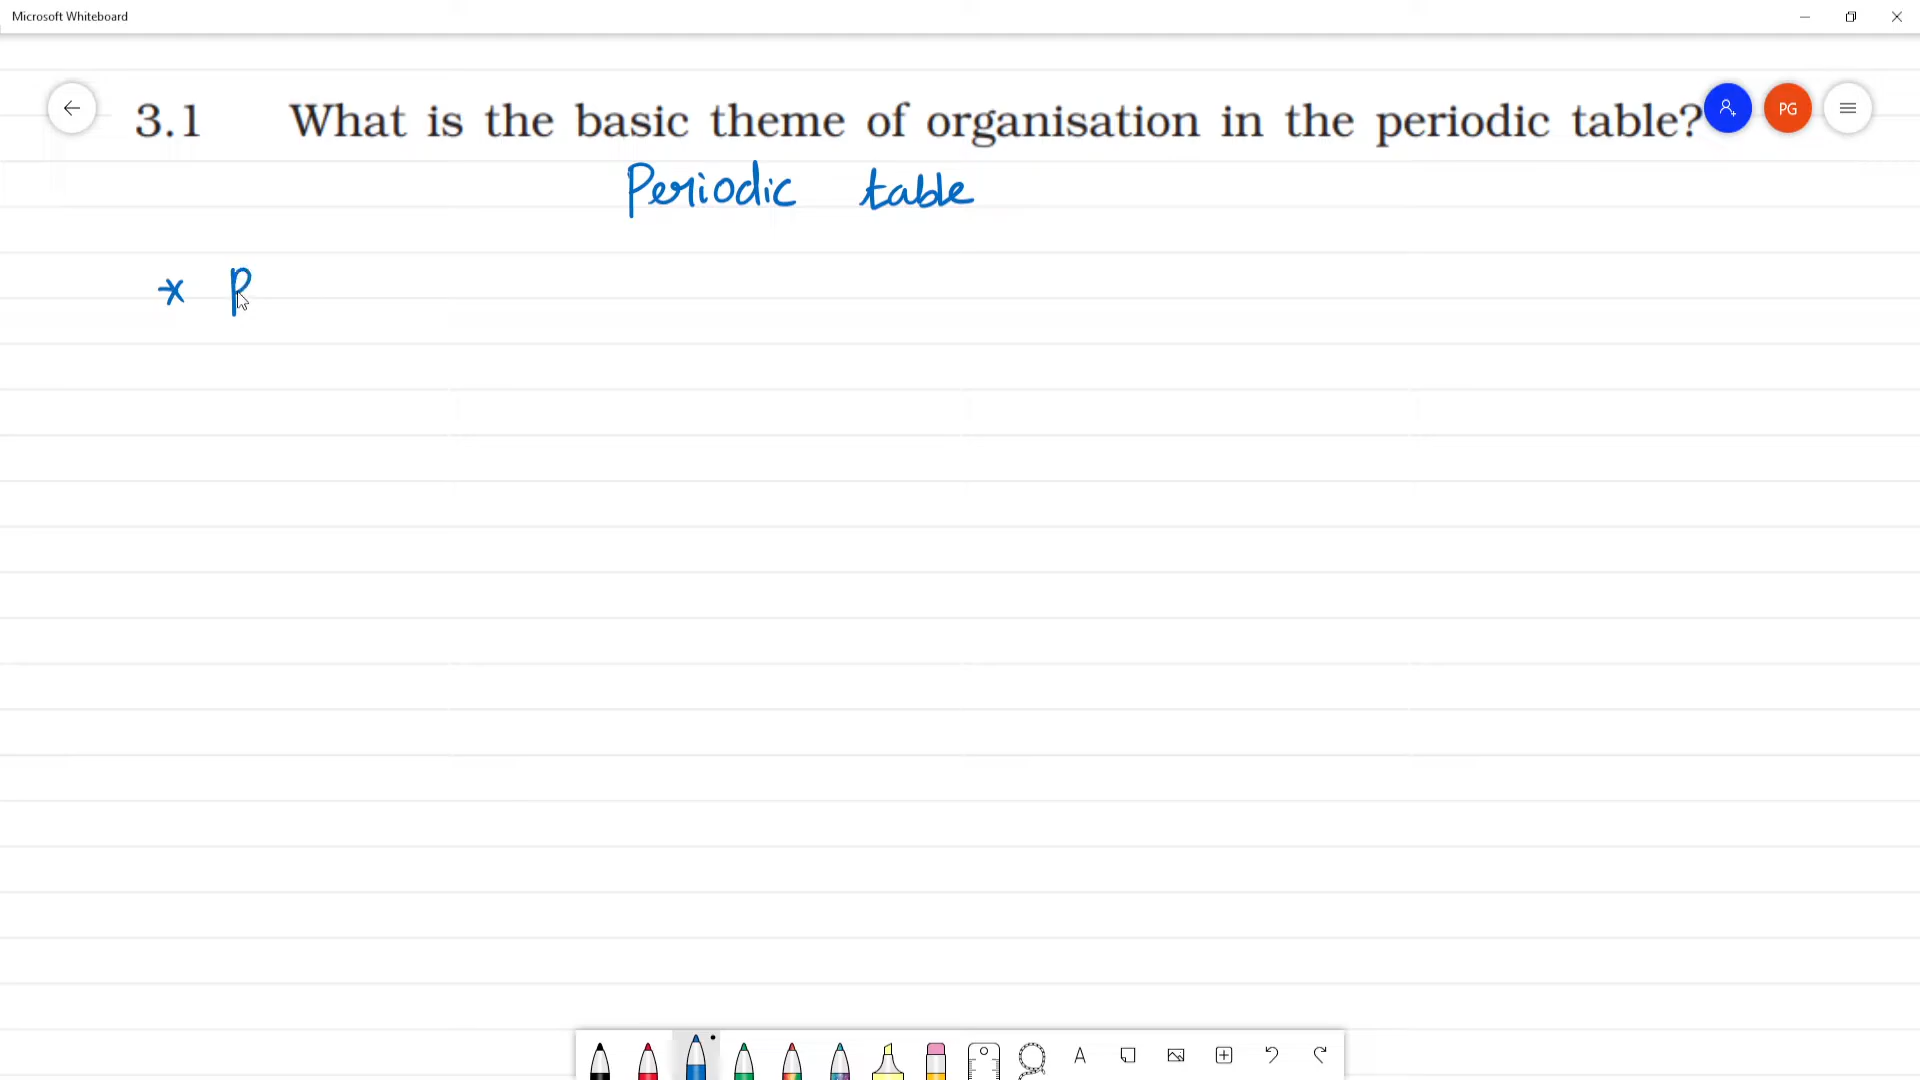 Microsoft Whiteboard
3.1 What is the basic theme of organisation in the periodic table?
PG
Periodic table
* P
A